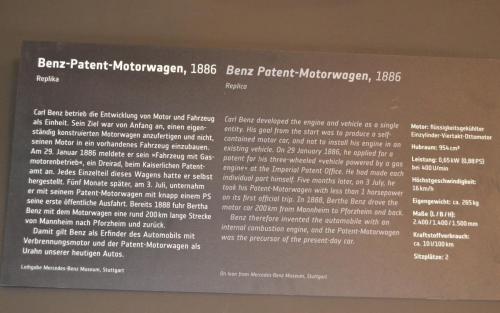 Benz-Patent-Motorwagen, 1886
Replika
Carl Benz betrieb die Entwicklung von Motor und Fahrzeug
als Einheit. Sein Ziel war von Anfang an, einen eigen-
ständig konstruierten Motorwagen anzufertigen und nicht,
seinen Motor in ein vorhandenes Fahrzeug einzubauen.
Am 29. Januar 1886 meldete er sein »Fahrzeug mit Gas-
motorenbetrieb«, ein Dreirad, beim Kaiserlichen Patent-
amt an. Jedes Einzelteil dieses Wagens hatte er selbst
hergestellt. Fünf Monate später, am 3. Juli, unternahm
er mit seinem Patent-Motorwagen mit knapp einem PS
seine erste öffentliche Ausfahrt. Bereits 1888 fuhr Bertha
Benz mit dem Motorwagen eine rund 200 km lange Strecke
von Mannheim nach Pforzheim und zurück.
Damit gilt Benz als Erfinder des Automobils mit
Verbrennungsmotor und der Patent-Motorwagen als
Urahn unserer heutigen Autos.
Leihgabe Mercedes-Benz Museum, Stuttgart
Benz Patent-Motorwagen, 1886
Replica
Carl Benz developed the engine and vehicle as a single
entity. His goal from the start was to produce a self-
contained motor car, and not to install his engine in an
existing vehicle. On 29 January 1886, he applied for a
patent for his three-wheeled »vehicle powered by a gas
engine« at the Imperial Patent Office. He had made each
individual part himself. Five months later, on 3 July, he
took his Patent-Motorwagen with less than 1 horsepower
on its first official trip. In 1888, Bertha Benz drove the
motor car 200 km from Mannheim to Pforzheim and back.
Benz therefore invented the automobile with an
internal combustion engine, and the Patent-Motorwagen
was the precursor of the present-day car.
On loan from Mercedes-Benz Museum, Stuttgart
Motor: flüssigkeitsgekühlter
Einzylinder-Viertakt-Ottomotor
Hubraum: 954 cm³
Leistung: 0,65 kW (0,88 PS)
bei 400 U/min
Höchstgeschwindigkeit:
16 km/h
Eigengewicht: ca. 265 kg
Maße (L / B / H):
2.400 / 1.400 / 1.500 mm
Kraftstoffverbrauch:
ca. 10 l/100 km
Sitzplätze: 2